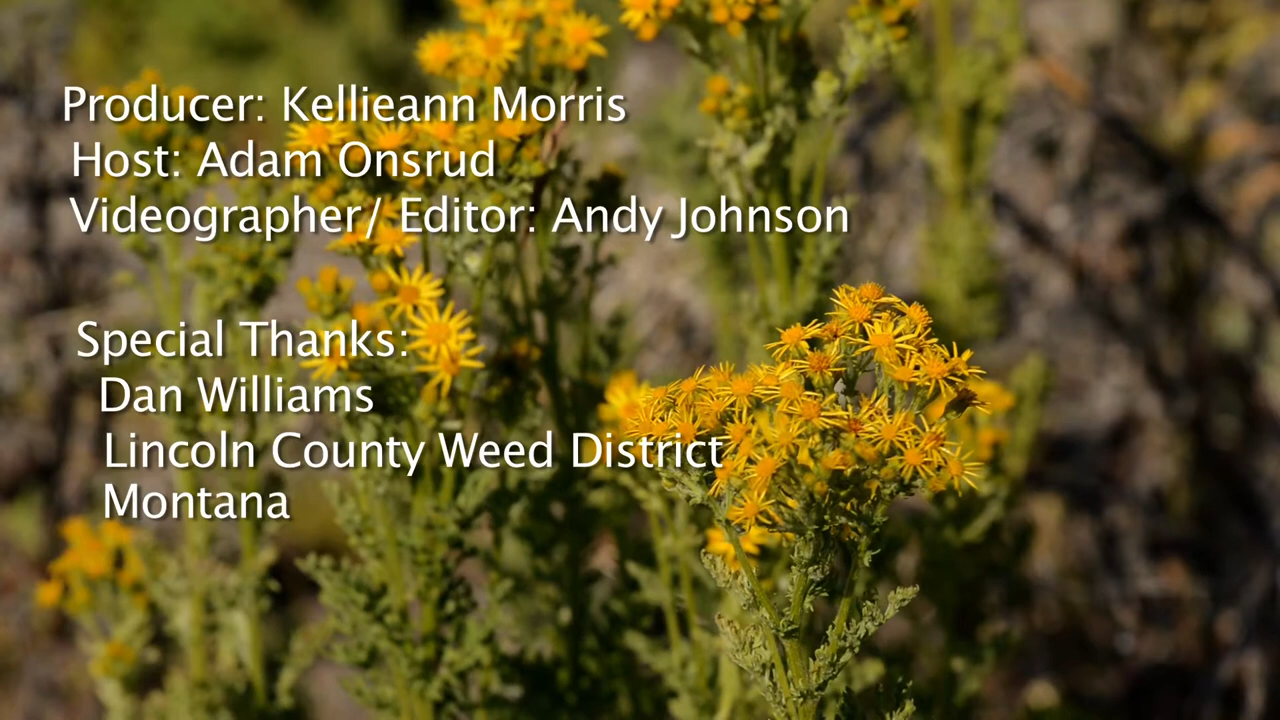 Producer: Kellieann Morris
Host: Adam Onsrud
Videographer/ Editor: Andy Johnson
Special Thanks:
Dan Williams
Lincoln County Weed District
Montana